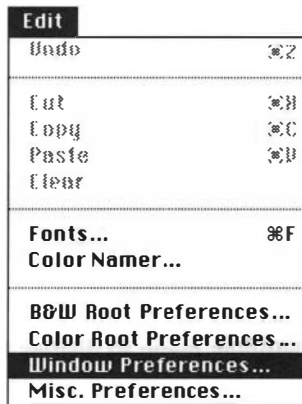 Edit
Undo ⌘Z
Cut ⌘X
Copy ⌘C
Paste ⌘V
Clear
Fonts... ⌘F
Color Namer...
B&W Root Preferences...
Color Root Preferences...
Window Preferences...
Misc. Preferences...